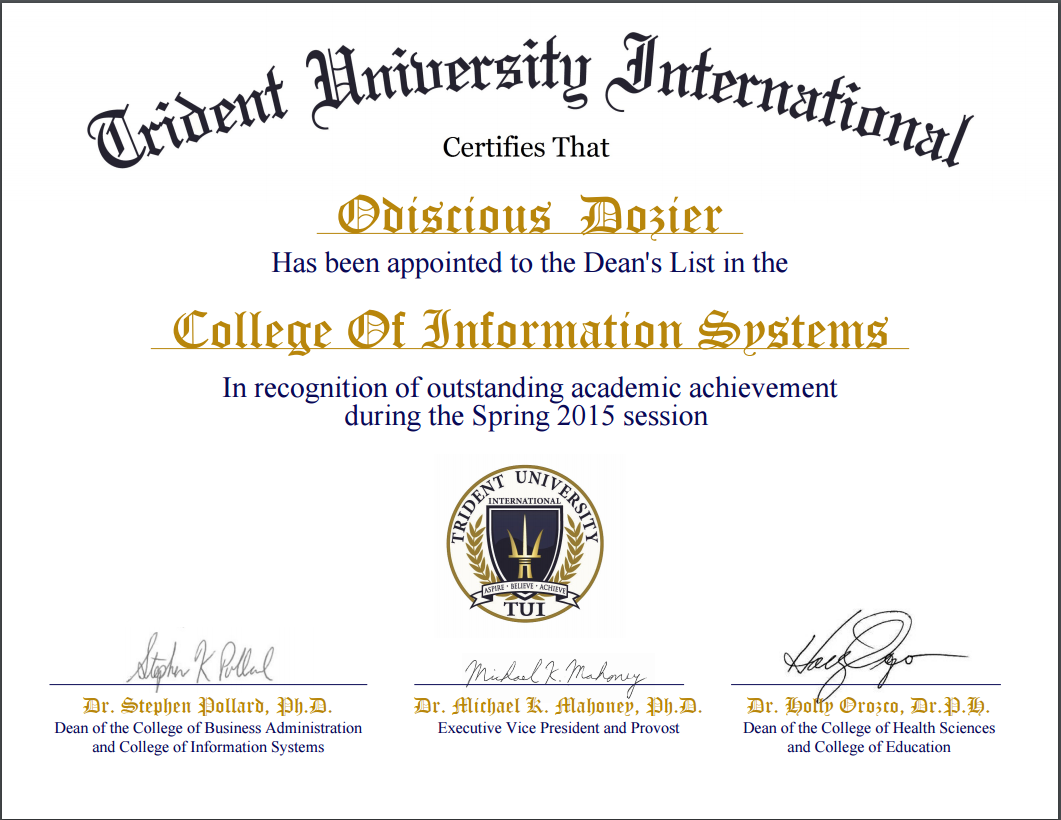 Trident University International
Certifies That
Odiscious Dozier
Has been appointed to the Dean's List in the
College Of Information Systems
In recognition of outstanding academic achievement
during the Spring 2015 session
TRIDENT UNIVERSITY
INTERNATIONAL
ASPIRE • BELIEVE • ACHIEVE
TUI
Stephen K Pollard
Dr. Stephen Pollard, Ph.D.
Dean of the College of Business Administration
and College of Information Systems
Michael K. Mahoney
Dr. Michael K. Mahoney, Ph.D.
Executive Vice President and Provost
Dr. Holly Orozco, Dr.P.H.
Dean of the College of Health Sciences
and College of Education